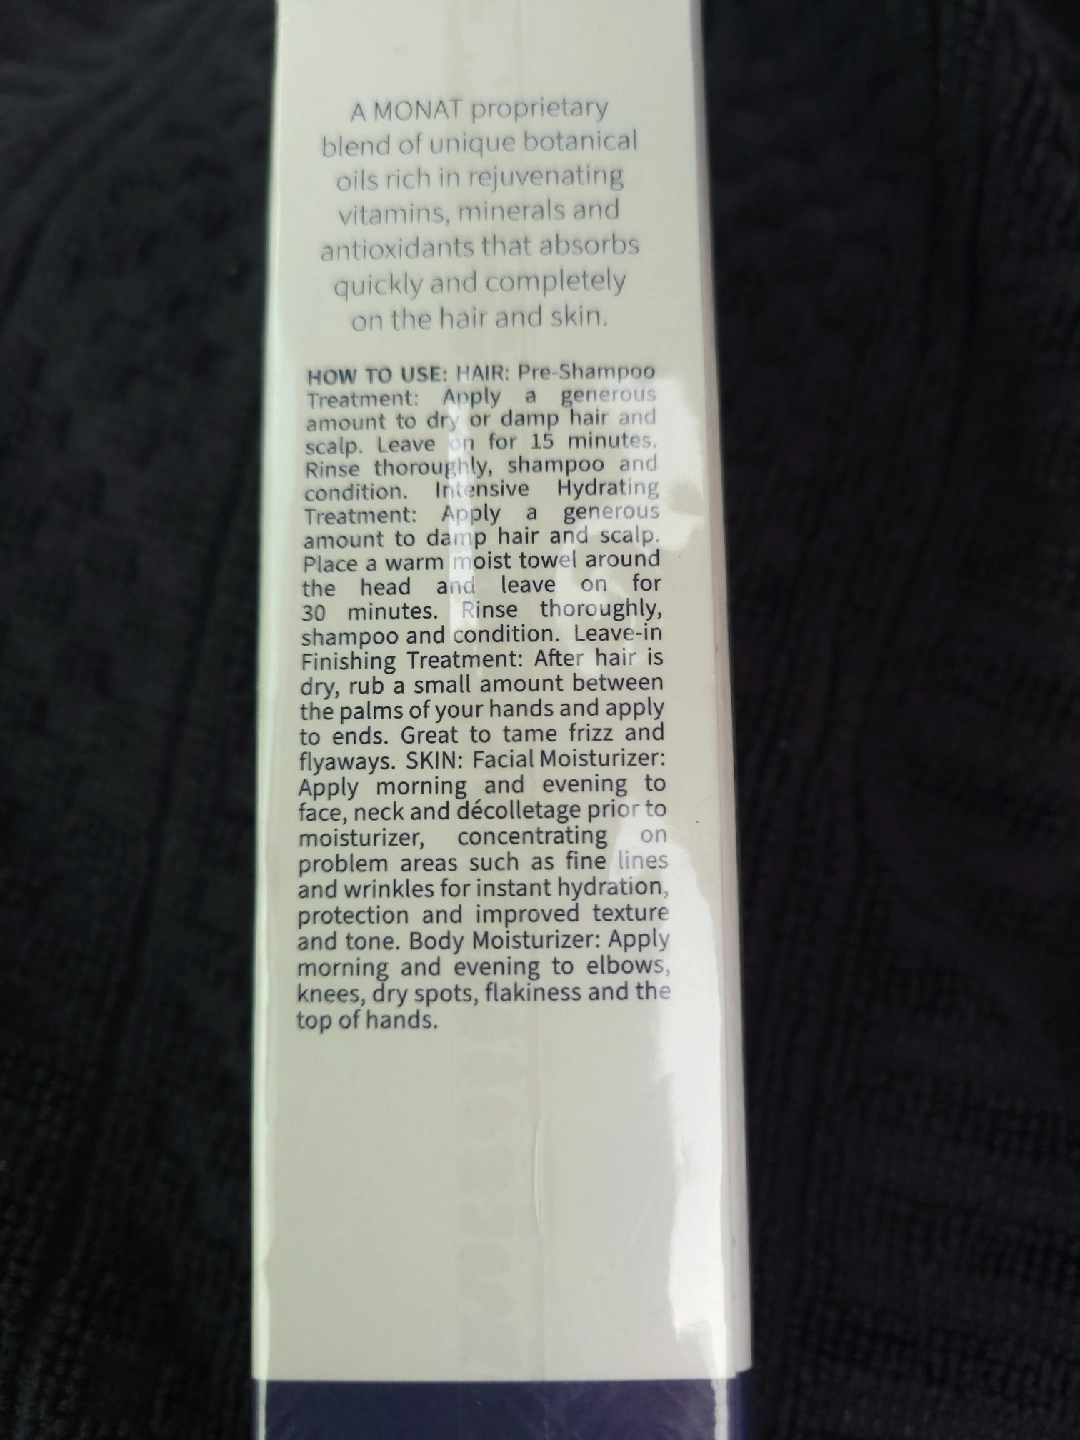 A MONAT proprietary
blend of unique botanical
oils rich in rejuvenating
vitamins, minerals and
antioxidants that absorbs
quickly and completely
on the hair and skin.
HOW TO USE: HAIR: Pre-Shampoo
Treatment: Apply a generous
amount to dry or damp hair and
scalp. Leave on for 15 minutes.
Rinse thoroughly, shampoo and
condition. Intensive Hydrating
Treatment: Apply a generous
amount to damp hair and scalp.
Place a warm moist towel around
the head and leave on for
30 minutes. Rinse thoroughly,
shampoo and condition. Leave-in
Finishing Treatment: After hair is
dry, rub a small amount between
the palms of your hands and apply
to ends. Great to tame frizz and
flyaways. SKIN: Facial Moisturizer:
Apply morning and evening to
face, neck and décolletage prior to
moisturizer, concentrating on
problem areas such as fine lines
and wrinkles for instant hydration,
protection and improved texture
and tone. Body Moisturizer: Apply
morning and evening to elbows,
knees, dry spots, flakiness and the
top of hands.